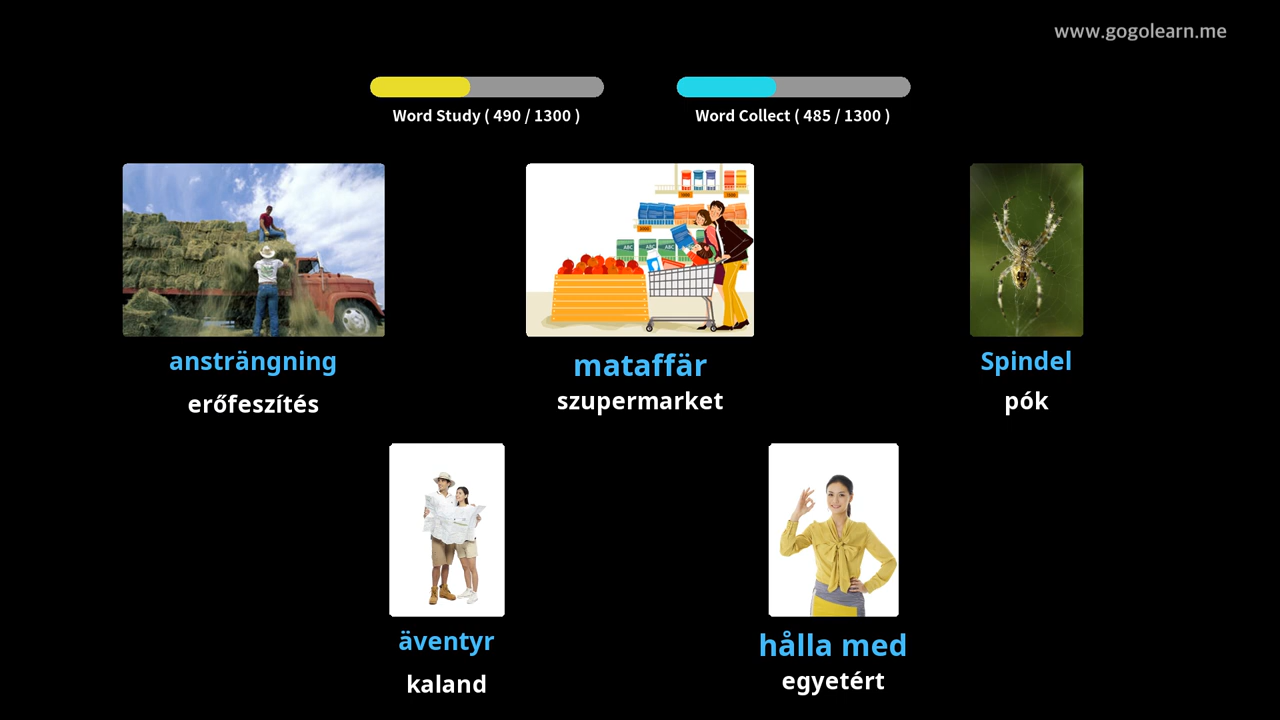 www.gogolearn.me
Word Study ( 490 / 1300 )
Word Collect ( 485 / 1300 )
ansträngning
erőfeszítés
mataffär
szupermarket
Spindel
pók
äventyr
kaland
hålla med
egyetért